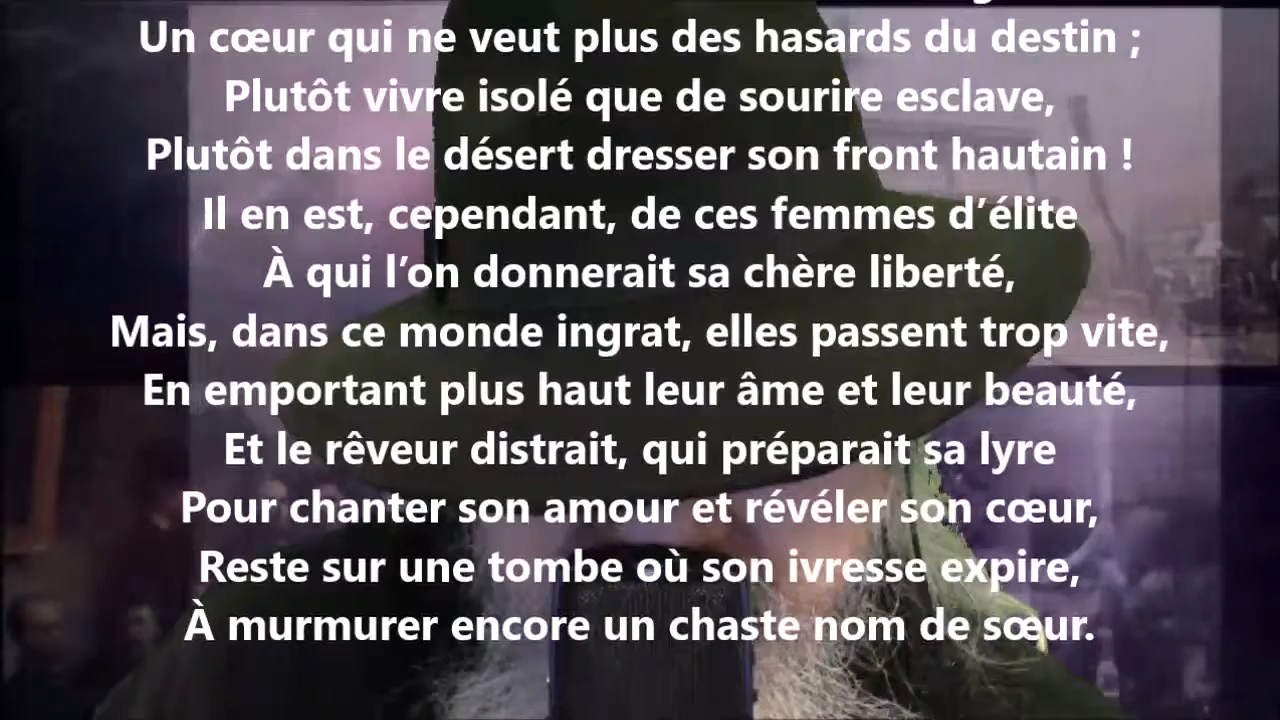 Un cœur qui ne veut plus des hasards du destin ;
Plutôt vivre isolé que de sourire esclave,
Plutôt dans le désert dresser son front hautain !
Il en est, cependant, de ces femmes d’élite
À qui l’on donnerait sa chère liberté,
Mais, dans ce monde ingrat, elles passent trop vite,
En emportant plus haut leur âme et leur beauté,
Et le rêveur distrait, qui préparait sa lyre
Pour chanter son amour et révéler son cœur,
Reste sur une tombe où son ivresse expire,
À murmurer encore un chaste nom de sœur.